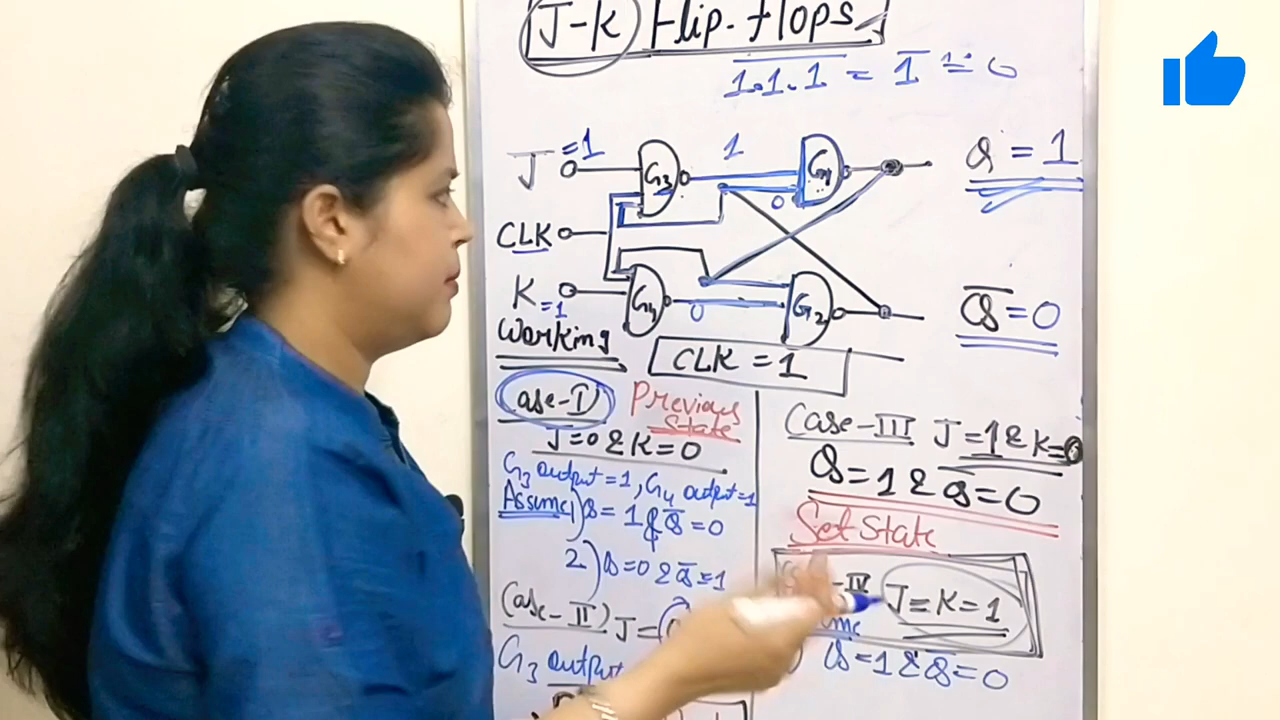 J-K Flip-flops
1.1.1 = 1 = 0
J =1
1
G3
G1
Q = 1
0
CLK
K =1
G4
0
G2
Q̅ = 0
Working
CLK = 1
Case-I
Previous State
J=0 & K=0
G3 output = 1, G4 output = 1
Assume 1) Q = 1 & Q̅ = 0
2) Q = 0 & Q̅ = 1
Case-II) J =
G3 output
Case-III J = 1 & K = 0
Q = 1 & Q̅ = 0
Set State
-IV J = K = 1
Q = 1 & Q̅ = 0